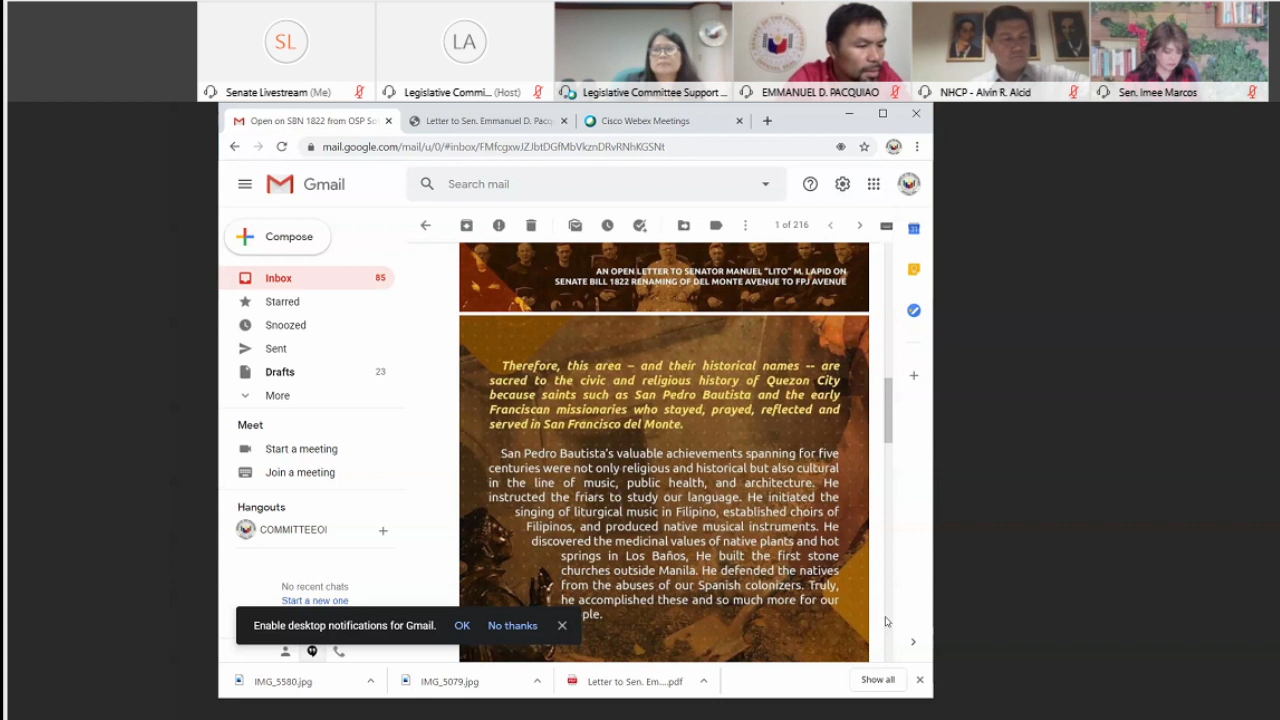 SL
LA
Senate Livestream (Me)
Legislative Commi... (Host)
Legislative Committee Support ...
EMMANUEL D. PACQUIAO
NHCP - Alvin R. Alcid
Sen. Imee Marcos
Open on SBN 1822 from OSP So
Letter to Sen. Emmanuel D. Pacq
Cisco Webex Meetings
mail.google.com/mail/u/0/#inbox/FMfcgxwJZJbtDGfMbVkznDRvRNhKGSNt
Gmail
Search mail
Compose
1 of 216
Inbox 85
Starred
Snoozed
Sent
Drafts 23
More
Meet
Start a meeting
Join a meeting
Hangouts
COMMITTEEOI
No recent chats
Start a new one
AN OPEN LETTER TO SENATOR MANUEL "LITO" M. LAPID ON
SENATE BILL 1822 RENAMING OF DEL MONTE AVENUE TO FPJ AVENUE
Therefore, this area – and their historical names -- are
sacred to the civic and religious history of Quezon City
because saints such as San Pedro Bautista and the early
Franciscan missionaries who stayed, prayed, reflected and
served in San Francisco del Monte.
San Pedro Bautista's valuable achievements spanning for five
centuries were not only religious and historical but also cultural
in the line of music, public health, and architecture. He
instructed the friars to study our language. He initiated the
singing of liturgical music in Filipino, established choirs of
Filipinos, and produced native musical instruments. He
discovered the medicinal values of native plants and hot
springs in Los Baños, He built the first stone
churches outside Manila. He defended the natives
from the abuses of our Spanish colonizers. Truly,
he accomplished these and so much more for our
ple.
Enable desktop notifications for Gmail. OK No thanks
IMG_5580.jpg
IMG_5079.jpg
Letter to Sen. Em....pdf
Show all